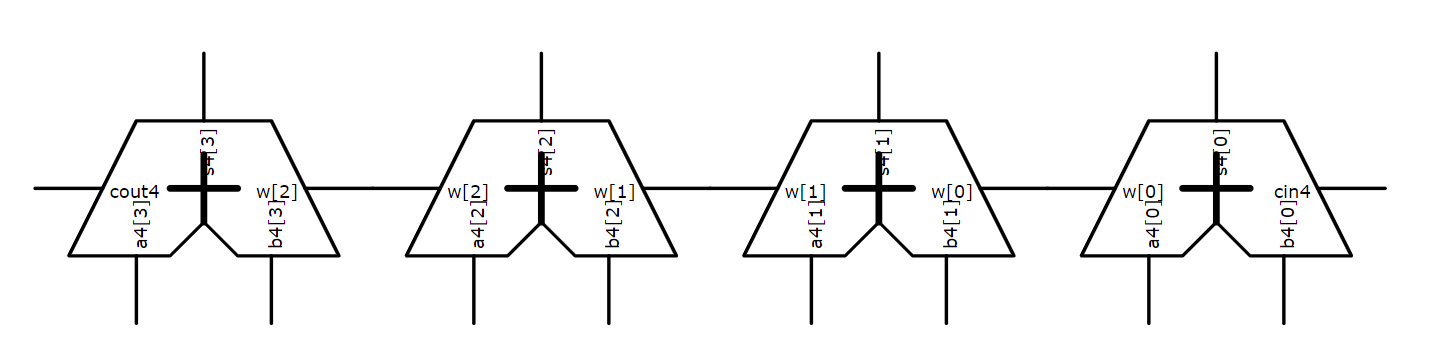 s4[3]
cout4
w[2]
a4[3]
b4[3]
s4[2]
w[2]
w[1]
a4[2]
b4[2]
s4[1]
w[1]
w[0]
a4[1]
b4[1]
s4[0]
w[0]
cin4
a4[0]
b4[0]